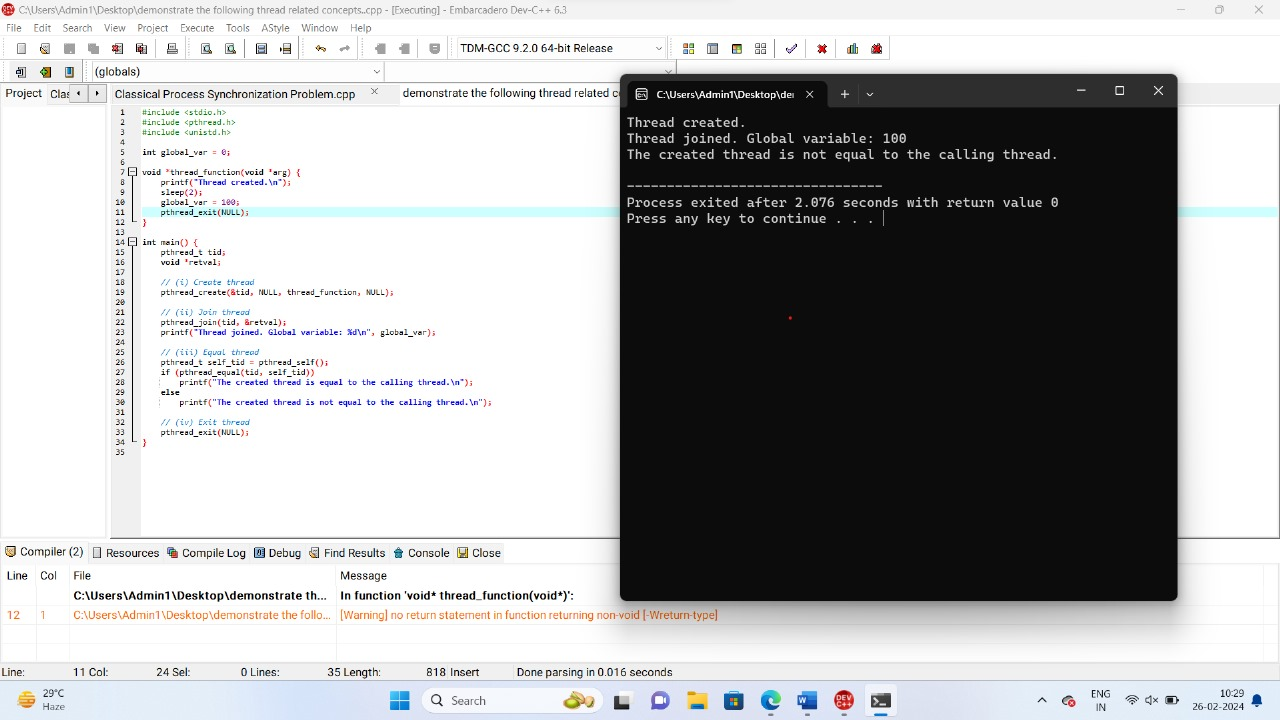 C:\Users\Admin1\Desktop\demonstrate the following thread related concepts..cpp - [Executing] - Embarcadero Dev-C++ 6.3
File Edit Search View Project Execute Tools AStyle Window Help
TDM-GCC 9.2.0 64-bit Release
(globals)
Project Clas Classical Process Synchronization Problem.cpp demonstrate the following thread related co
1 #include <stdio.h>
2 #include <pthread.h>
3 #include <unistd.h>
4
5 int global_var = 0;
6
7 void *thread_function(void *arg) {
8 printf("Thread created.\n");
9 sleep(2);
10 global_var = 100;
11 pthread_exit(NULL);
12 }
13
14 int main() {
15 pthread_t tid;
16 void *retval;
17
18 // (i) Create thread
19 pthread_create(&tid, NULL, thread_function, NULL);
20
21 // (ii) Join thread
22 pthread_join(tid, &retval);
23 printf("Thread joined. Global variable: %d\n", global_var);
24
25 // (iii) Equal thread
26 pthread_t self_tid = pthread_self();
27 if (pthread_equal(tid, self_tid))
28 printf("The created thread is equal to the calling thread.\n");
29 else
30 printf("The created thread is not equal to the calling thread.\n");
31
32 // (iv) Exit thread
33 pthread_exit(NULL);
34 }
35
C:\Users\Admin1\Desktop\der
Thread created.
Thread joined. Global variable: 100
The created thread is not equal to the calling thread.
--------------------------------
Process exited after 2.076 seconds with return value 0
Press any key to continue . . .
Compiler (2) Resources Compile Log Debug Find Results Console Close
Line Col File Message
C:\Users\Admin1\Desktop\demonstrate th... In function 'void* thread_function(void*)':
12 1 C:\Users\Admin1\Desktop\demonstrate the follo... [Warning] no return statement in function returning non-void [-Wreturn-type]
Line: 11 Col: 24 Sel: 0 Lines: 35 Length: 818 Insert Done parsing in 0.016 seconds
29°C
Haze
Search
DEV C++
ENG
IN
10:29
26-02-2024